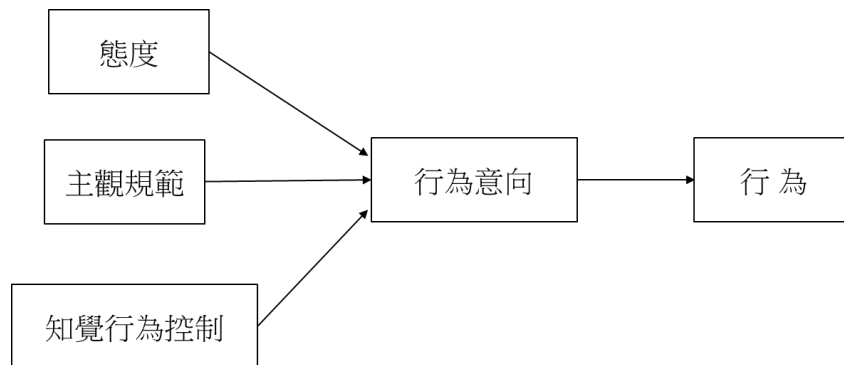 態度
主觀規範
知覺行為控制
行為意向
行 為